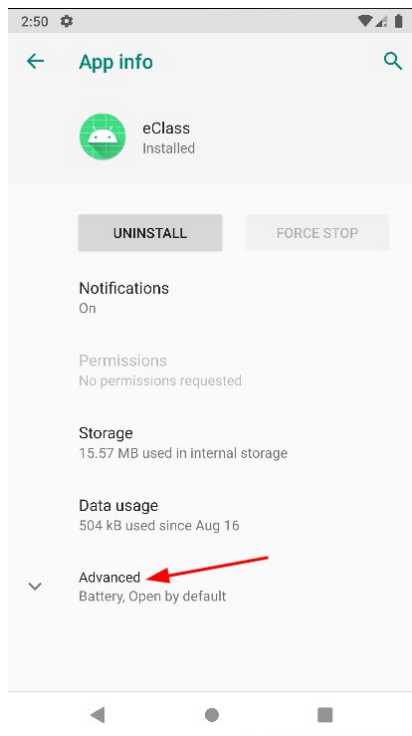 2:50
App info
eClass
Installed
UNINSTALL
FORCE STOP
Notifications
On
Permissions
No permissions requested
Storage
15.57 MB used in internal storage
Data usage
504 kB used since Aug 16
Advanced
Battery, Open by default